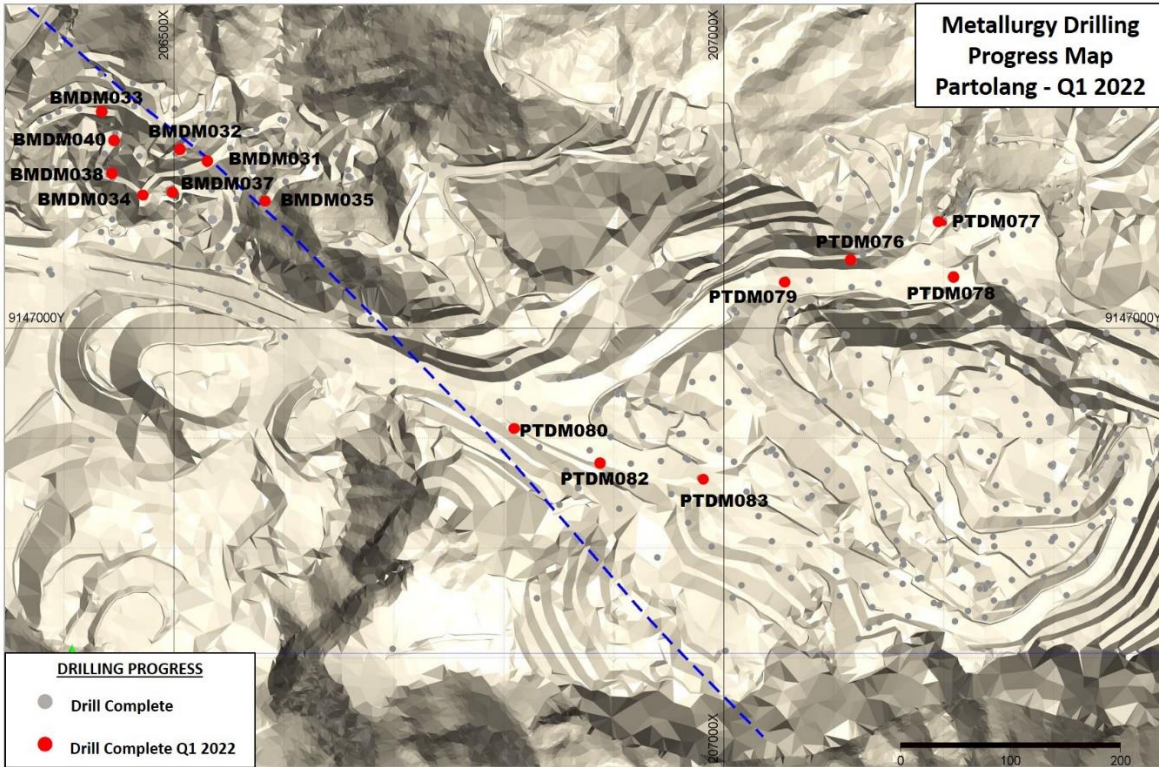 Metallurgy Drilling
Progress Map
Partolang - Q1 2022
206500X
207000X
BMDM033
BMDM040
BMDM032
BMDM031
BMDM038
BMDM034
BMDM037
BMDM035
PTDM077
PTDM076
PTDM079
PTDM078
9147000Y
9147000Y
PTDM080
PTDM082
PTDM083
DRILLING PROGRESS
Drill Complete
Drill Complete Q1 2022
207000X
0 100 200